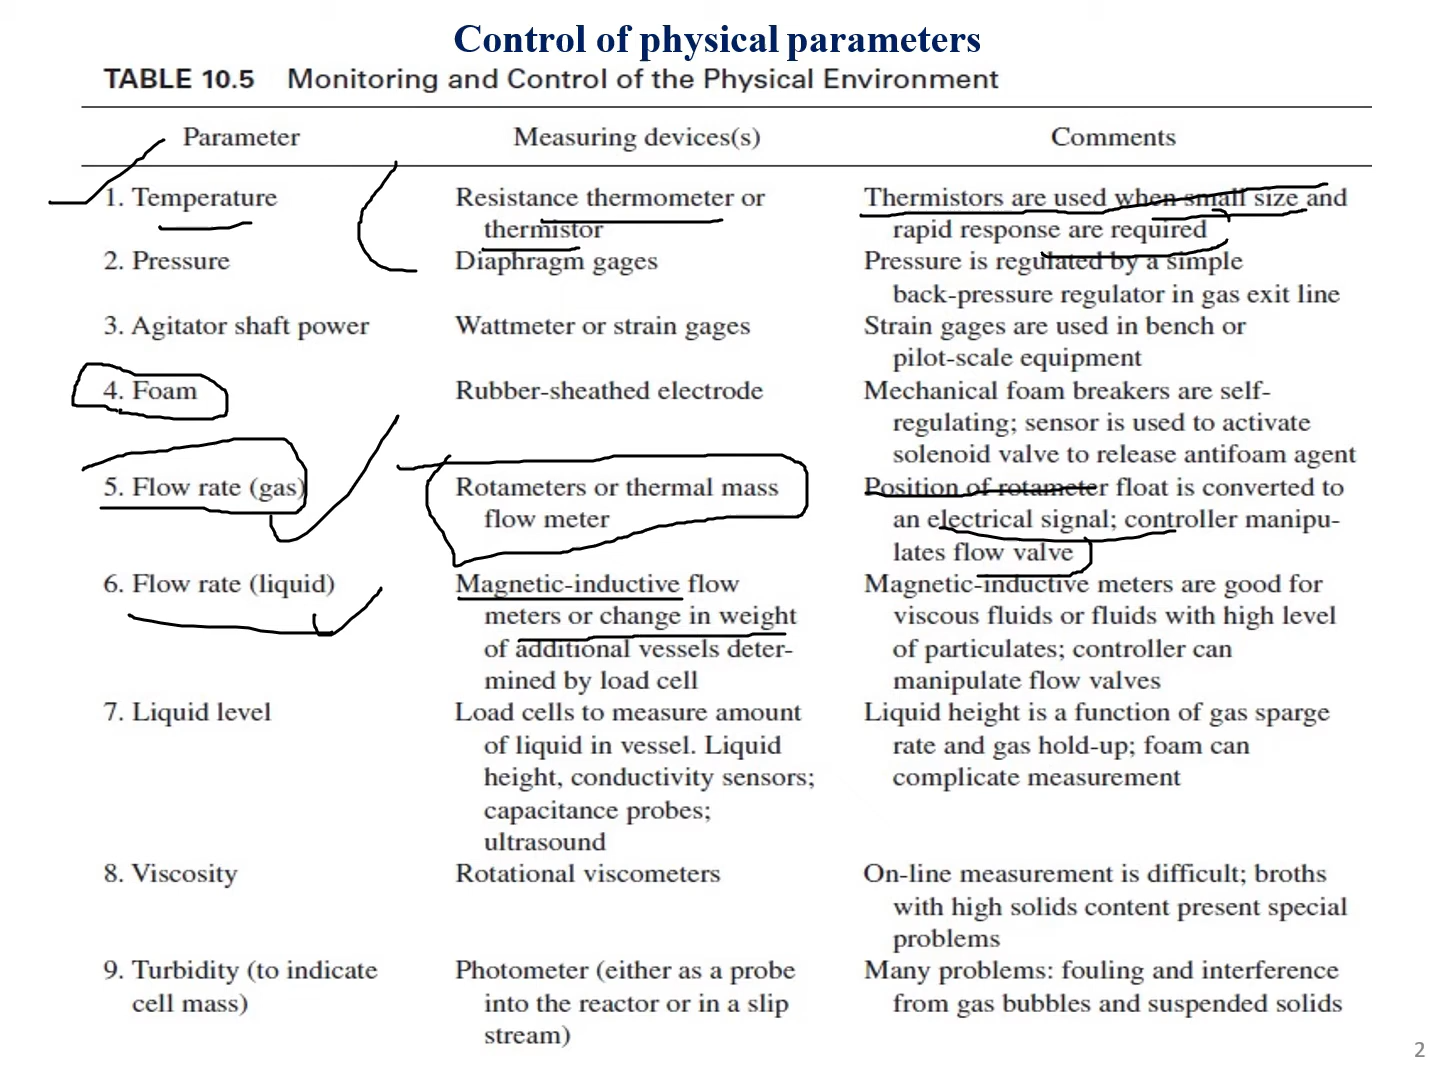 Control of physical parameters
TABLE 10.5 Monitoring and Control of the Physical Environment
Parameter Measuring devices(s) Comments
1. Temperature Resistance thermometer or Thermistors are used when small size and
thermistor rapid response are required
2. Pressure Diaphragm gages Pressure is regulated by a simple
back-pressure regulator in gas exit line
3. Agitator shaft power Wattmeter or strain gages Strain gages are used in bench or
pilot-scale equipment
4. Foam Rubber-sheathed electrode Mechanical foam breakers are self-
regulating; sensor is used to activate
solenoid valve to release antifoam agent
5. Flow rate (gas) Rotameters or thermal mass Position of rotameter float is converted to
flow meter an electrical signal; controller manipu-
lates flow valve
6. Flow rate (liquid) Magnetic-inductive flow Magnetic-inductive meters are good for
meters or change in weight viscous fluids or fluids with high level
of additional vessels deter- of particulates; controller can
mined by load cell manipulate flow valves
7. Liquid level Load cells to measure amount Liquid height is a function of gas sparge
of liquid in vessel. Liquid rate and gas hold-up; foam can
height, conductivity sensors; complicate measurement
capacitance probes;
ultrasound
8. Viscosity Rotational viscometers On-line measurement is difficult; broths
with high solids content present special
problems
9. Turbidity (to indicate Photometer (either as a probe Many problems: fouling and interference
cell mass) into the reactor or in a slip from gas bubbles and suspended solids
stream)
2